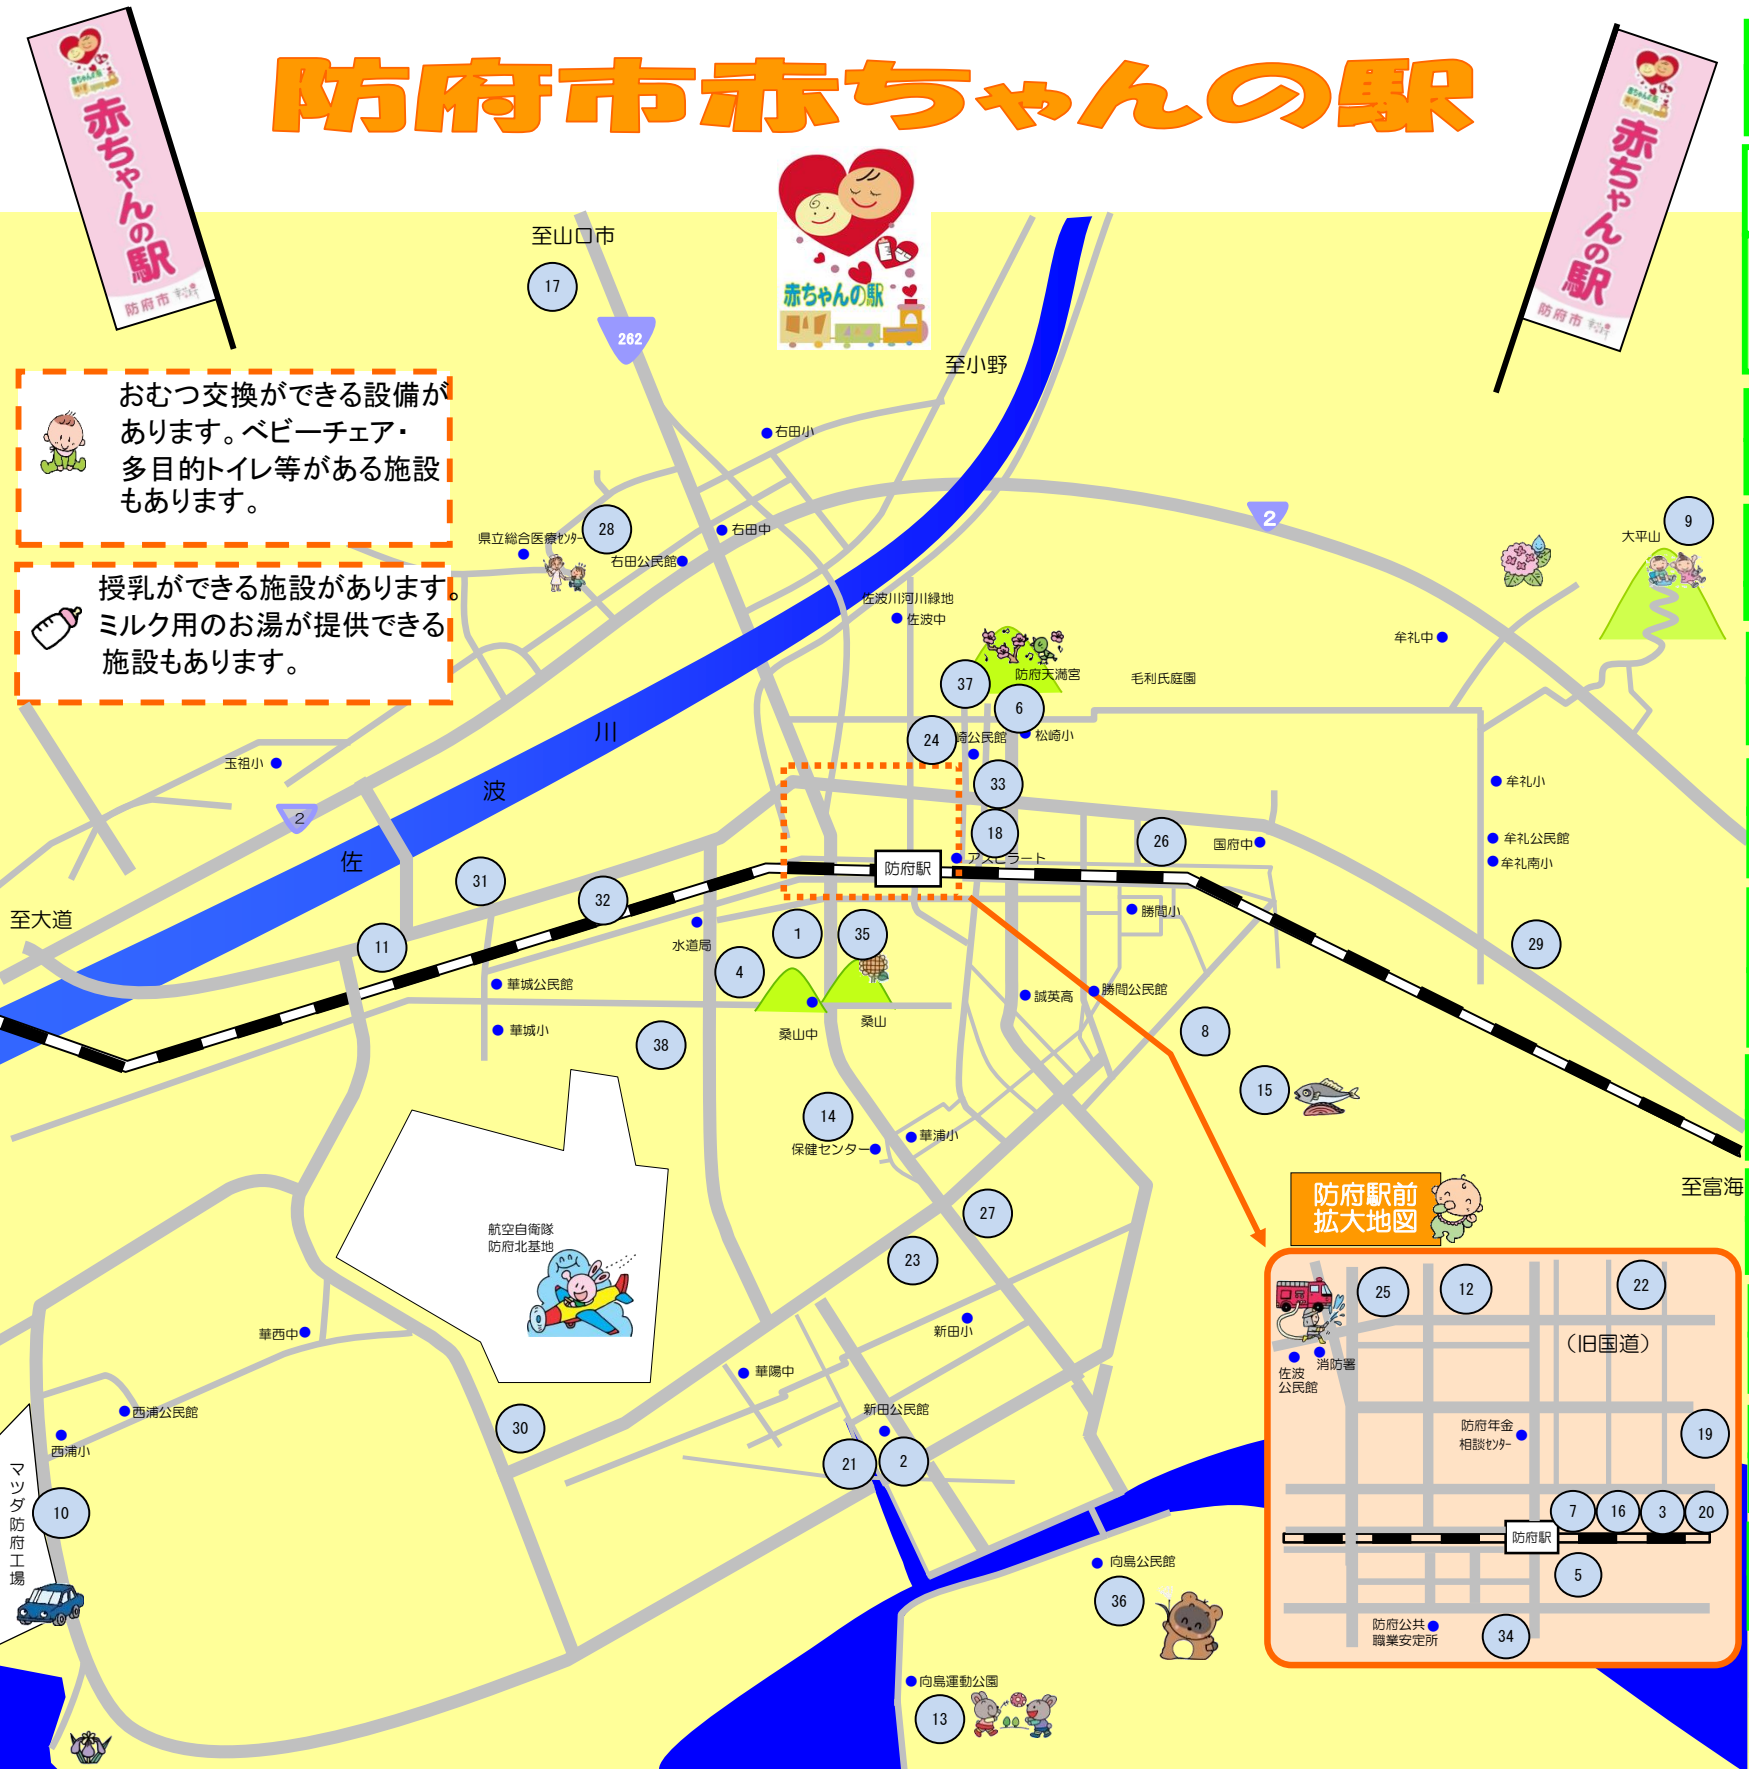 防府市赤ちゃんの駅
赤ちゃんの駅
防府市
赤ちゃんの駅
防府市
赤ちゃんの駅
至山口市
17
262
至小野
おむつ交換ができる設備が
あります。ベビーチェア・
多目的トイレ等がある施設
もあります。
授乳ができる施設があります。
ミルク用のお湯が提供できる
施設もあります。
右田小
28
県立総合医療ｾﾝﾀｰ
右田中
右田公民館
2
9
大平山
佐波川河川緑地
佐波中
牟礼中
37
防府天満宮
毛利氏庭園
6
24
崎公民館
松崎小
川
波
佐
玉祖小
2
33
牟礼小
18
26
国府中
牟礼公民館
牟礼南小
防府駅
アスピラート
31
32
至大道
11
水道局
1
35
勝間小
29
4
華城公民館
誠英高
勝間公民館
桑山中
桑山
華城小
38
8
15
14
保健センター
華浦小
至富海
防府駅前
拡大地図
27
23
航空自衛隊
防府北基地
25
12
22
(旧国道)
佐波
公民館
消防署
新田小
華西中
華陽中
西浦公民館
新田公民館
防府年金
相談ｾﾝﾀｰ
19
30
西浦小
21
2
マツダ防府工場
10
7
16
3
20
防府駅
5
向島公民館
36
防府公共
職業安定所
34
向島運動公園
13